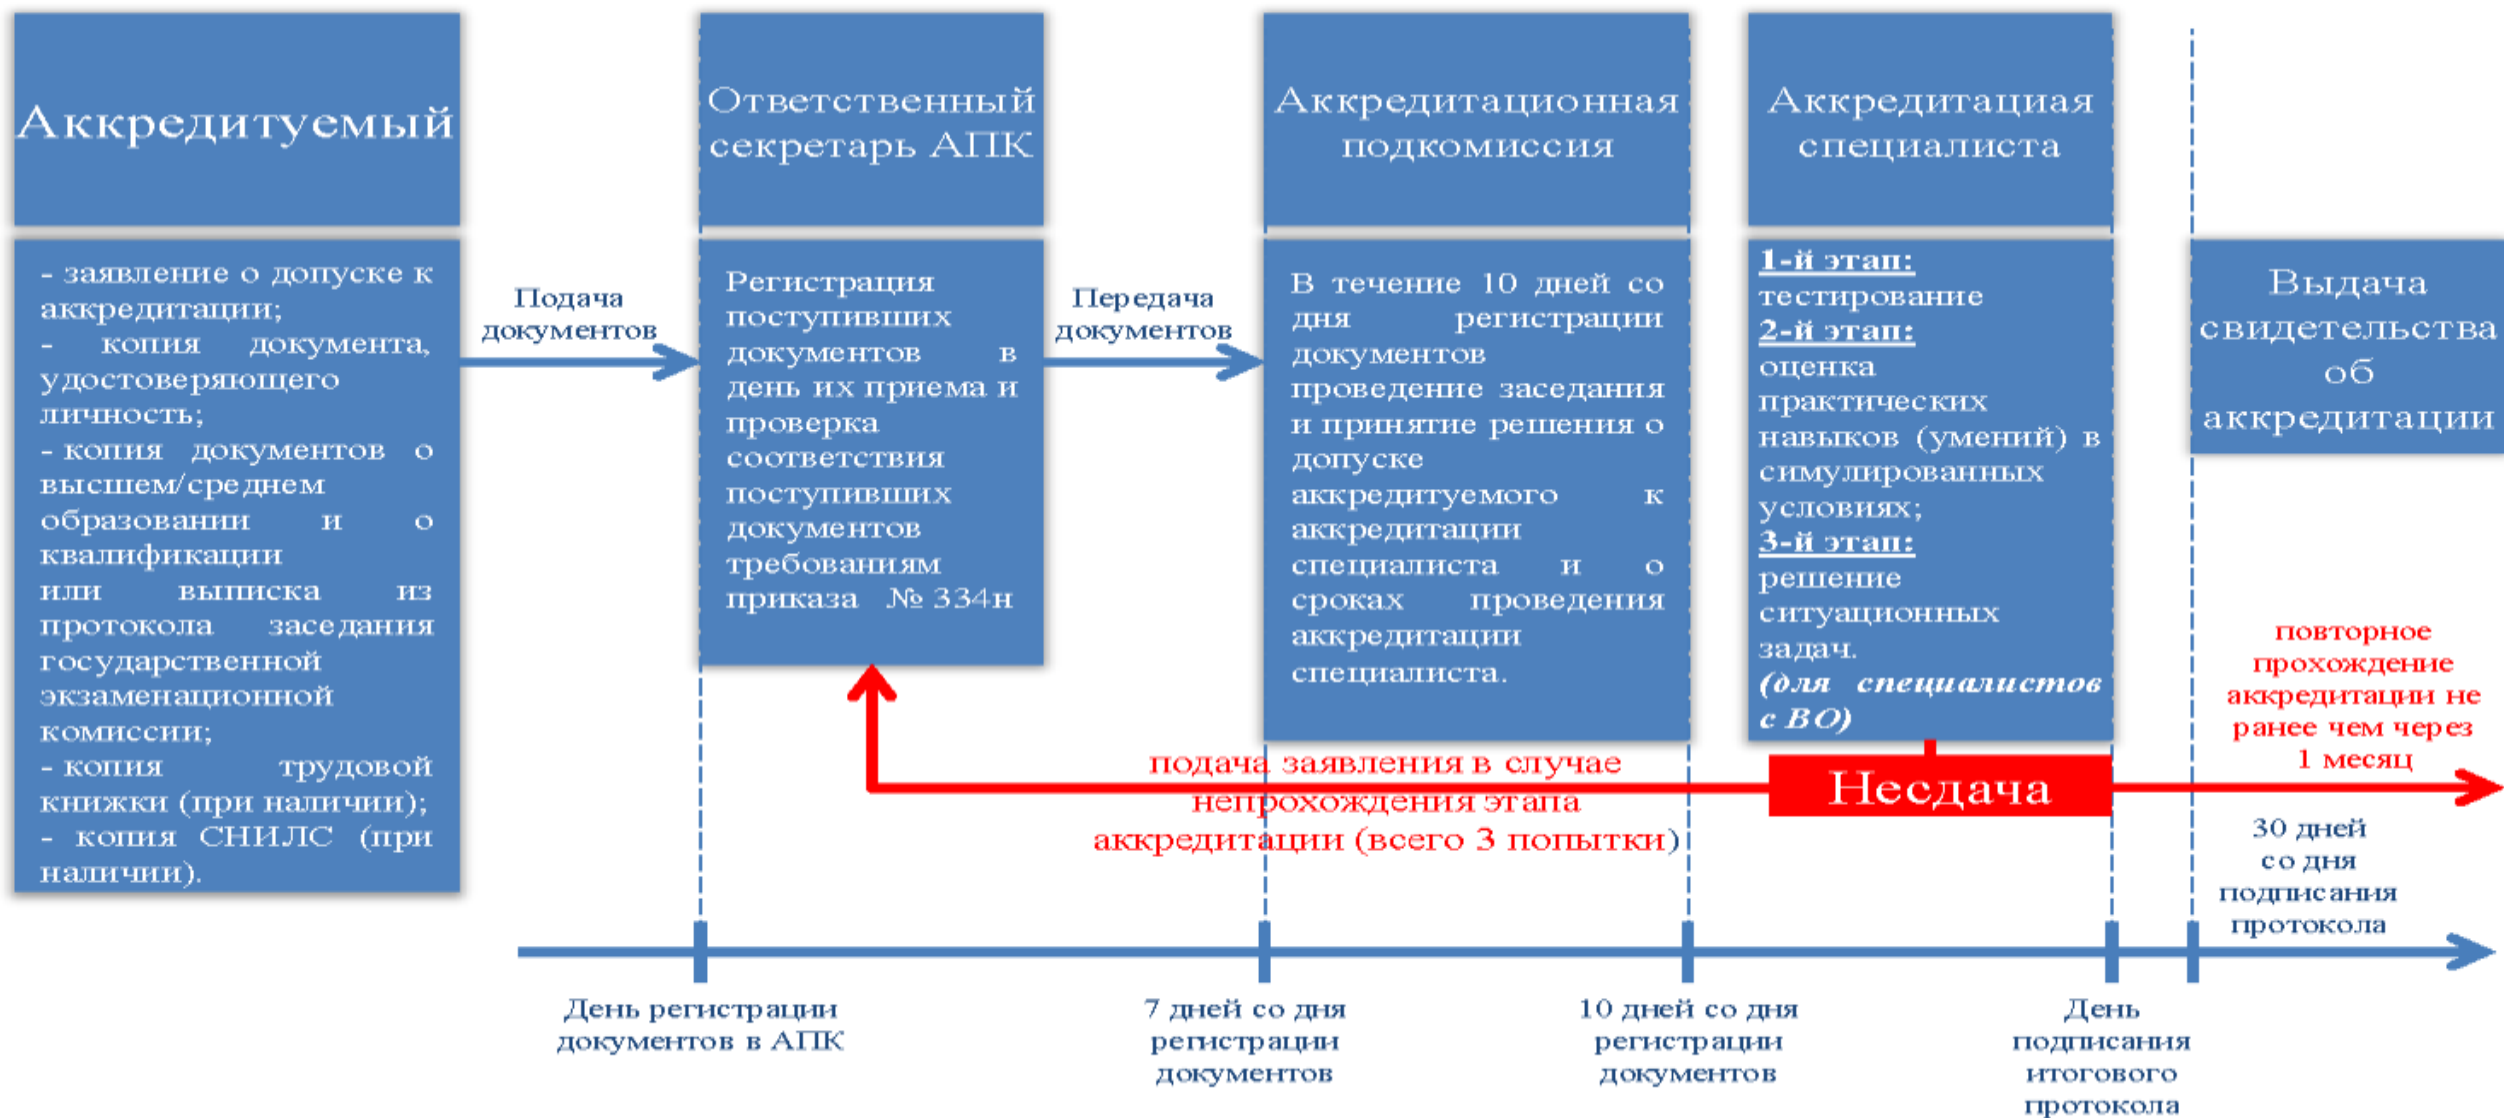 Аккредитуемый
- заявление о допуске к
аккредитации;
- копия документа,
удостоверяющего
личность;
- копия документов о
высшем/среднем
образовании и о
квалификации
или выписка из
протокола заседания
государственной
экзаменационной
комиссии;
- копия трудовой
книжки (при наличии);
- копия СНИЛС (при
наличии).
Подача
документов
Ответственный
секретарь АПК
Регистрация
поступивших
документов в
день их приема и
проверка
соответствия
поступивших
документов
требованиям
приказа № 334н
Передача
документов
Аккредитационная
подкомиссия
В течение 10 дней со
дня регистрации
документов
проведение заседания
и принятие решения о
допуске
аккредитуемого к
аккредитации
специалиста и о
сроках проведения
аккредитации
специалиста.
Аккредитациая
специалиста
1-й этап:
тестирование
2-й этап:
оценка
практических
навыков (умений) в
симулированных
условиях;
3-й этап:
решение
ситуационных
задач.
(для специалистов
с ВО)
Выдача
свидетельства
об
аккредитации
Несдача
подача заявления в случае
непрохождения этапа
аккредитации (всего 3 попытки)
повторное
прохождение
аккредитации не
ранее чем через
1 месяц
30 дней
со дня
подписания
протокола
День регистрации
документов в АПК
7 дней со дня
регистрации
документов
10 дней со дня
регистрации
документов
День
подписания
итогового
протокола